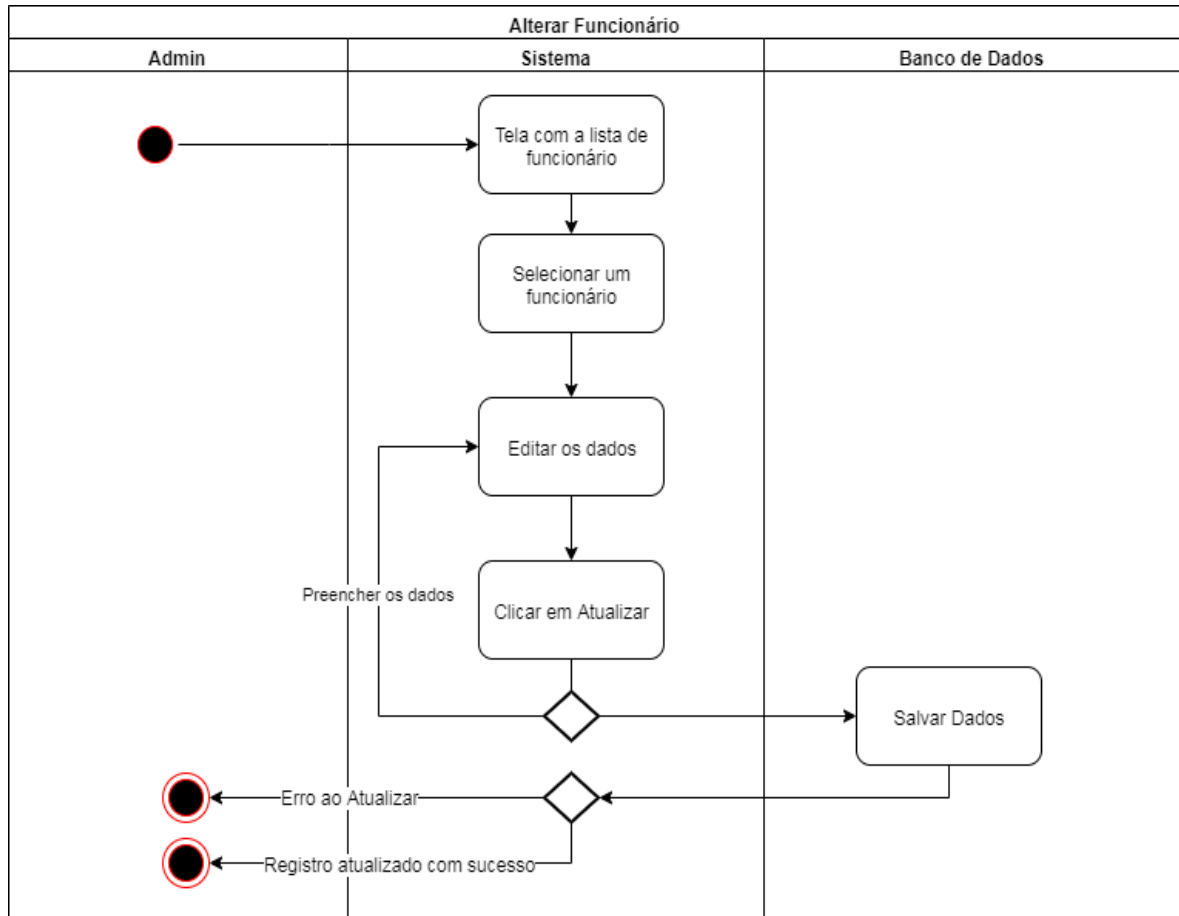 Alterar Funcionário
Admin
Sistema
Banco de Dados
Tela com a lista de
funcionário
Selecionar um
funcionário
Editar os dados
Preencher os dados
Clicar em Atualizar
Salvar Dados
Erro ao Atualizar
Registro atualizado com sucesso